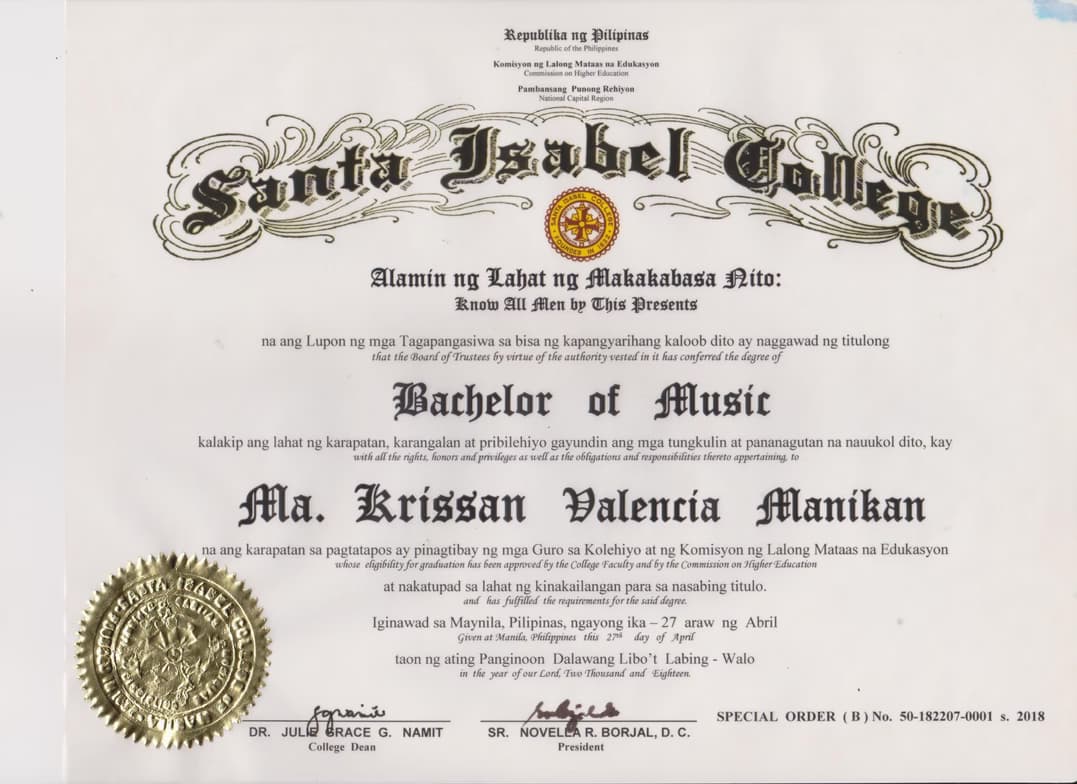 Republika ng Pilipinas
Republic of the Philippines
Komisyon ng Lalong Mataas na Edukasyon
Commission on Higher Education
Pambansang Punong Rehiyon
National Capital Region
Santa Isabel College
SANTA ISABEL COLLEGE
FOUNDED IN 1632
Alamin ng Lahat ng Makakabasa Nito:
Know All Men by This Presents
na ang Lupon ng mga Tagapangasiwa sa bisa ng kapangyarihang kaloob dito ay naggawad ng titulong
that the Board of Trustees by virtue of the authority vested in it has conferred the degree of
Bachelor of Music
kalakip ang lahat ng karapatan, karangalan at pribilehiyo gayundin ang mga tungkulin at pananagutan na nauukol dito, kay
with all the rights, honors and privileges as well as the obligations and responsibilities thereto appertaining, to
Ma. Krissan Valencia Manikan
na ang karapatan sa pagtatapos ay pinagtibay ng mga Guro sa Kolehiyo at ng Komisyon ng Lalong Mataas na Edukasyon
whose eligibility for graduation has been approved by the College Faculty and by the Commission on Higher Education
at nakatupad sa lahat ng kinakailangan para sa nasabing titulo.
and has fulfilled the requirements for the said degree.
Iginawad sa Maynila, Pilipinas, ngayong ika – 27 araw ng Abril
Given at Manila, Philippines this 27th day of April
taon ng ating Panginoon Dalawang Libo't Labing - Walo
in the year of our Lord, Two Thousand and Eighteen.
SANTA ISABEL COLLEGE OF MANILA
DR. JULIE GRACE G. NAMIT
College Dean
SR. NOVELLA R. BORJAL, D. C.
President
SPECIAL ORDER ( B ) No. 50-182207-0001 s. 2018